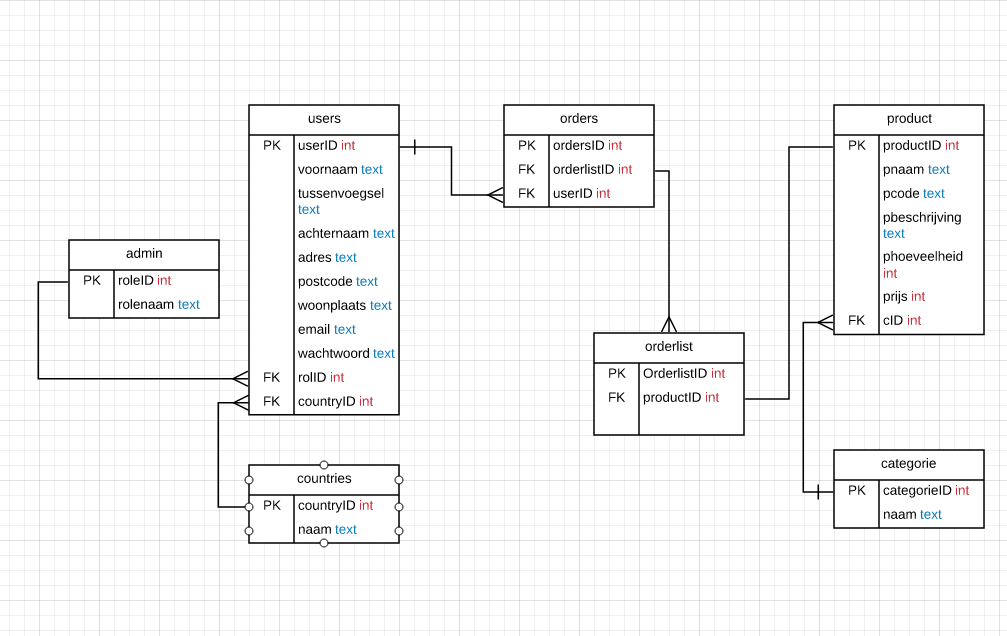 users
PK userID int
voornaam text
tussenvoegsel
text
achternaam text
adres text
postcode text
woonplaats text
email text
wachtwoord text
FK rolID int
FK countryID int
orders
PK ordersID int
FK orderlistID int
FK userID int
product
PK productID int
pnaam text
pcode text
pbeschrijving
text
phoeveelheid
int
prijs int
FK cID int
admin
PK roleID int
rolenaam text
orderlist
PK OrderlistID int
FK productID int
countries
PK countryID int
naam text
categorie
PK categorieID int
naam text